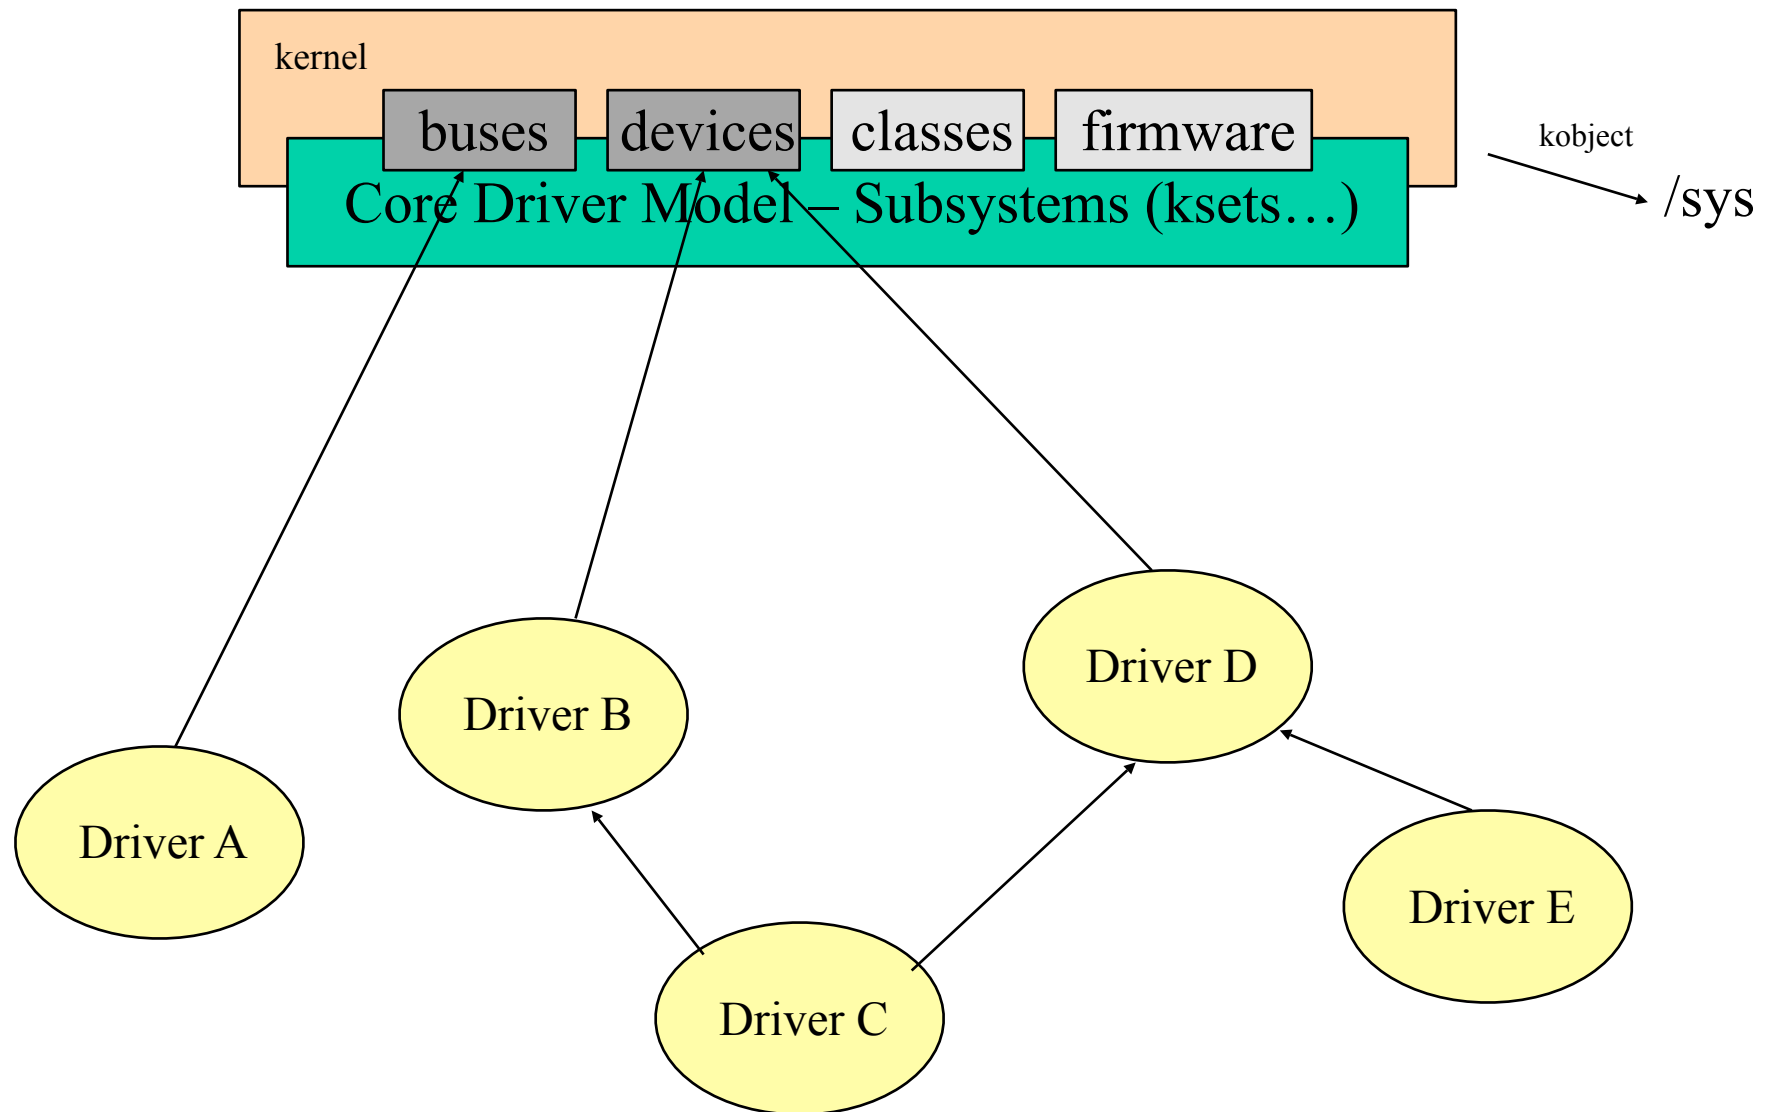 kernel
buses
devices
classes
firmware
kobject
/sys
Core Driver Model – Subsystems (ksets…)
Driver D
Driver B
Driver A
Driver E
Driver C